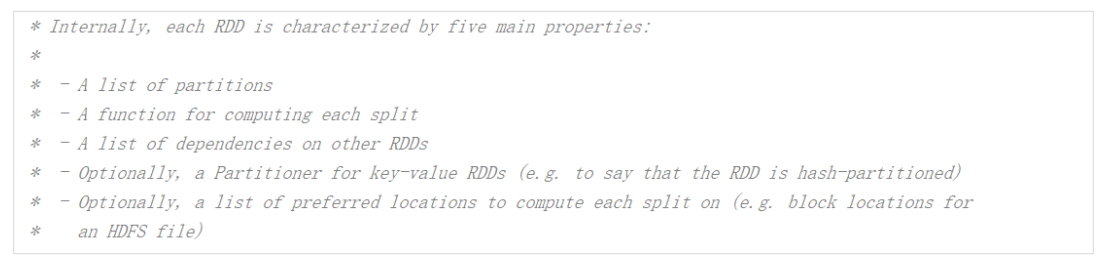 * Internally, each RDD is characterized by five main properties:
*
*  - A list of partitions
*  - A function for computing each split
*  - A list of dependencies on other RDDs
*  - Optionally, a Partitioner for key-value RDDs (e.g. to say that the RDD is hash-partitioned)
*  - Optionally, a list of preferred locations to compute each split on (e.g. block locations for
*    an HDFS file)